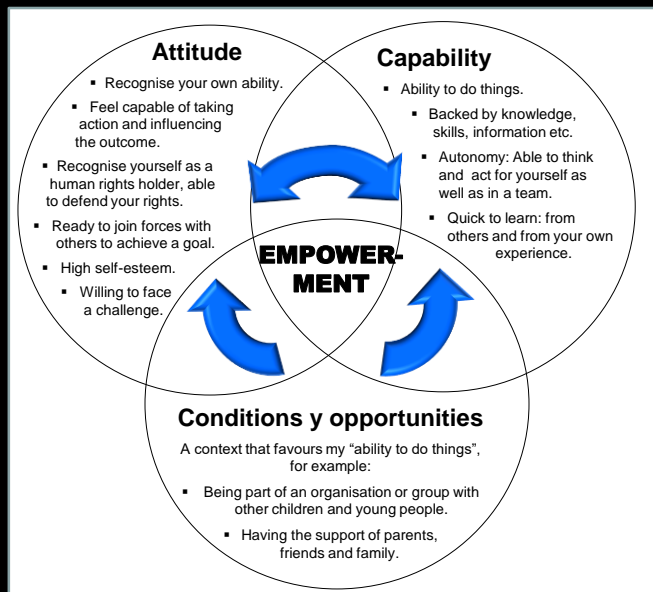 Attitude
▪ Recognise your own ability.
▪ Feel capable of taking
action and influencing
the outcome.
▪ Recognise yourself as a
human rights holder, able
to defend your rights.
▪ Ready to join forces with
others to achieve a goal.
▪ High self-esteem.
▪ Willing to face
a challenge.
Capability
▪ Ability to do things.
▪ Backed by knowledge,
skills, information etc.
▪ Autonomy: Able to think
and act for yourself as
well as in a team.
▪ Quick to learn: from
others and from your own
experience.
EMPOWER-
MENT
Conditions y opportunities
A context that favours my “ability to do things”,
for example:
▪ Being part of an organisation or group with
other children and young people.
▪ Having the support of parents,
friends and family.